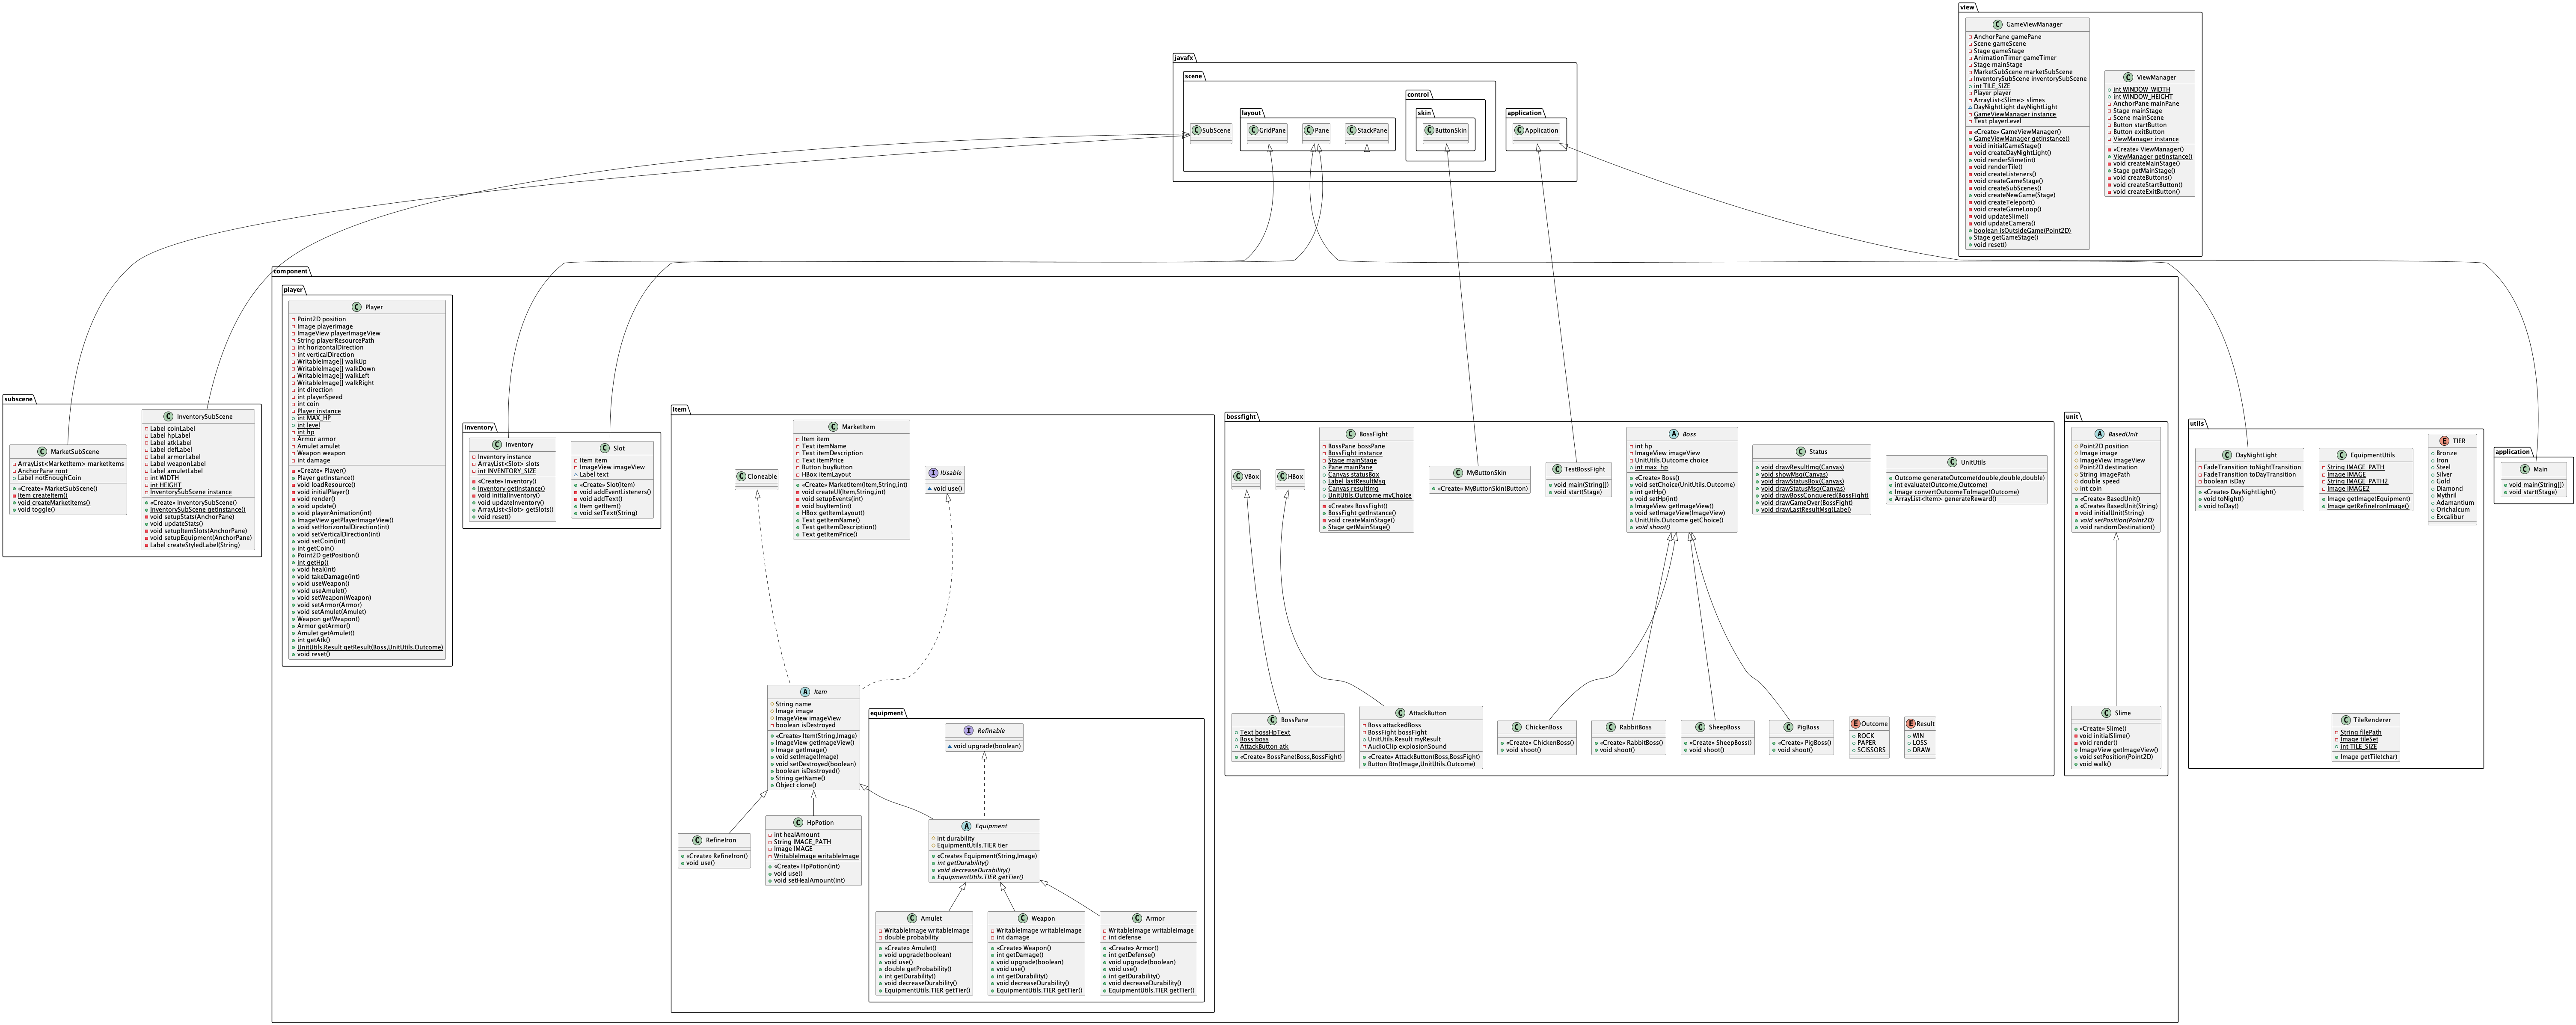 view
GameViewManager
AnchorPane gamePane
Scene gameScene
Stage gameStage
AnimationTimer gameTimer
Stage mainStage
MarketSubScene marketSubScene
InventorySubScene inventorySubScene
int TILE_SIZE
Player player
ArrayList<Slime> slimes
DayNightLight dayNightLight
GameViewManager instance
Text playerLevel
«Create» GameViewManager()
GameViewManager getInstance()
void initialGameStage()
void createDayNightLight()
void renderSlime(int)
void renderTile()
void createListeners()
void createGameStage()
void createSubScenes()
void createNewGame(Stage)
void createTeleport()
void createGameLoop()
void updateSlime()
void updateCamera()
boolean isOutsideGame(Point2D)
Stage getGameStage()
void reset()
ViewManager
int WINDOW_WIDTH
int WINDOW_HEIGHT
AnchorPane mainPane
Stage mainStage
Scene mainScene
Button startButton
Button exitButton
ViewManager instance
«Create» ViewManager()
ViewManager getInstance()
void createMainStage()
Stage getMainStage()
void createButtons()
void createStartButton()
void createExitButton()
javafx
scene
SubScene
layout
GridPane
Pane
StackPane
control
skin
ButtonSkin
application
Application
subscene
MarketSubScene
ArrayList<MarketItem> marketItems
AnchorPane root
Label notEnoughCoin
«Create» MarketSubScene()
Item createItem()
void createMarketItems()
void toggle()
InventorySubScene
Label coinLabel
Label hpLabel
Label atkLabel
Label defLabel
Label armorLabel
Label weaponLabel
Label amuletLabel
int WIDTH
int HEIGHT
InventorySubScene instance
«Create» InventorySubScene()
InventorySubScene getInstance()
void setupStats(AnchorPane)
void updateStats()
void setupItemSlots(AnchorPane)
void setupEquipment(AnchorPane)
Label createStyledLabel(String)
component
player
Player
Point2D position
Image playerImage
ImageView playerImageView
String playerResourcePath
int horizontalDirection
int verticalDirection
WritableImage[] walkUp
WritableImage[] walkDown
WritableImage[] walkLeft
WritableImage[] walkRight
int direction
int playerSpeed
int coin
Player instance
int MAX_HP
int level
int hp
Armor armor
Amulet amulet
Weapon weapon
int damage
«Create» Player()
Player getInstance()
void loadResource()
void initialPlayer()
void render()
void update()
void playerAnimation(int)
ImageView getPlayerImageView()
void setHorizontalDirection(int)
void setVerticalDirection(int)
void setCoin(int)
int getCoin()
Point2D getPosition()
int getHp()
void heal(int)
void takeDamage(int)
void useWeapon()
void useAmulet()
void setWeapon(Weapon)
void setArmor(Armor)
void setAmulet(Amulet)
Weapon getWeapon()
Armor getArmor()
Amulet getAmulet()
int getAtk()
UnitUtils.Result getResult(Boss,UnitUtils.Outcome)
void reset()
inventory
Inventory
Inventory instance
ArrayList<Slot> slots
int INVENTORY_SIZE
«Create» Inventory()
Inventory getInstance()
void initialInventory()
void updateInventory()
ArrayList<Slot> getSlots()
void reset()
Slot
Item item
ImageView imageView
Label text
«Create» Slot(Item)
void addEventListeners()
void addText()
Item getItem()
void setText(String)
item
Cloneable
MarketItem
Item item
Text itemName
Text itemDescription
Text itemPrice
Button buyButton
HBox itemLayout
«Create» MarketItem(Item,String,int)
void createUI(Item,String,int)
void setupEvents(int)
void buyItem(int)
HBox getItemLayout()
Text getItemName()
Text getItemDescription()
Text getItemPrice()
IUsable
void use()
Item
String name
Image image
ImageView imageView
boolean isDestroyed
«Create» Item(String,Image)
ImageView getImageView()
Image getImage()
void setImage(Image)
void setDestroyed(boolean)
boolean isDestroyed()
String getName()
Object clone()
RefineIron
«Create» RefineIron()
void use()
HpPotion
int healAmount
String IMAGE_PATH
Image IMAGE
WritableImage writableImage
«Create» HpPotion(int)
void use()
void setHealAmount(int)
equipment
Refinable
void upgrade(boolean)
Equipment
int durability
EquipmentUtils.TIER tier
«Create» Equipment(String,Image)
int getDurability()
void decreaseDurability()
EquipmentUtils.TIER getTier()
Amulet
WritableImage writableImage
double probability
«Create» Amulet()
void upgrade(boolean)
void use()
double getProbability()
int getDurability()
void decreaseDurability()
EquipmentUtils.TIER getTier()
Weapon
WritableImage writableImage
int damage
«Create» Weapon()
int getDamage()
void upgrade(boolean)
void use()
int getDurability()
void decreaseDurability()
EquipmentUtils.TIER getTier()
Armor
WritableImage writableImage
int defense
«Create» Armor()
int getDefense()
void upgrade(boolean)
void use()
int getDurability()
void decreaseDurability()
EquipmentUtils.TIER getTier()
bossfight
VBox
HBox
BossFight
BossPane bossPane
BossFight instance
Stage mainStage
Pane mainPane
Canvas statusBox
Label lastResultMsg
Canvas resultImg
UnitUtils.Outcome myChoice
«Create» BossFight()
BossFight getInstance()
void createMainStage()
Stage getMainStage()
MyButtonSkin
«Create» MyButtonSkin(Button)
TestBossFight
void main(String[])
void start(Stage)
Boss
int hp
ImageView imageView
UnitUtils.Outcome choice
int max_hp
«Create» Boss()
void setChoice(UnitUtils.Outcome)
int getHp()
void setHp(int)
ImageView getImageView()
void setImageView(ImageView)
UnitUtils.Outcome getChoice()
void shoot()
Status
void drawResultImg(Canvas)
void showMsg(Canvas)
void drawStatusBox(Canvas)
void drawStatusMsg(Canvas)
void drawBossConquered(BossFight)
void drawGameOver(BossFight)
void drawLastResultMsg(Label)
UnitUtils
Outcome generateOutcome(double,double,double)
int evaluate(Outcome,Outcome)
Image convertOutcomeToImage(Outcome)
ArrayList<Item> generateReward()
BossPane
Text bossHpText
Boss boss
AttackButton atk
«Create» BossPane(Boss,BossFight)
AttackButton
Boss attackedBoss
BossFight bossFight
UnitUtils.Result myResult
AudioClip explosionSound
«Create» AttackButton(Boss,BossFight)
Button Btn(Image,UnitUtils.Outcome)
ChickenBoss
«Create» ChickenBoss()
void shoot()
RabbitBoss
«Create» RabbitBoss()
void shoot()
SheepBoss
«Create» SheepBoss()
void shoot()
PigBoss
«Create» PigBoss()
void shoot()
Outcome
ROCK
PAPER
SCISSORS
Result
WIN
LOSS
DRAW
unit
BasedUnit
Point2D position
Image image
ImageView imageView
Point2D destination
String imagePath
double speed
int coin
«Create» BasedUnit()
«Create» BasedUnit(String)
void initialUnit(String)
void setPosition(Point2D)
void randomDestination()
Slime
«Create» Slime()
void initialSlime()
void render()
ImageView getImageView()
void setPosition(Point2D)
void walk()
utils
DayNightLight
FadeTransition toNightTransition
FadeTransition toDayTransition
boolean isDay
«Create» DayNightLight()
void toNight()
void toDay()
EquipmentUtils
String IMAGE_PATH
Image IMAGE
String IMAGE_PATH2
Image IMAGE2
Image getImage(Equipment)
Image getRefineIronImage()
TIER
Bronze
Iron
Steel
Silver
Gold
Diamond
Mythril
Orichalcum
Adamantium
Excalibur
TileRenderer
String filePath
Image tileSet
int TILE_SIZE
Image getTile(char)
application
Main
void main(String[])
void start(Stage)